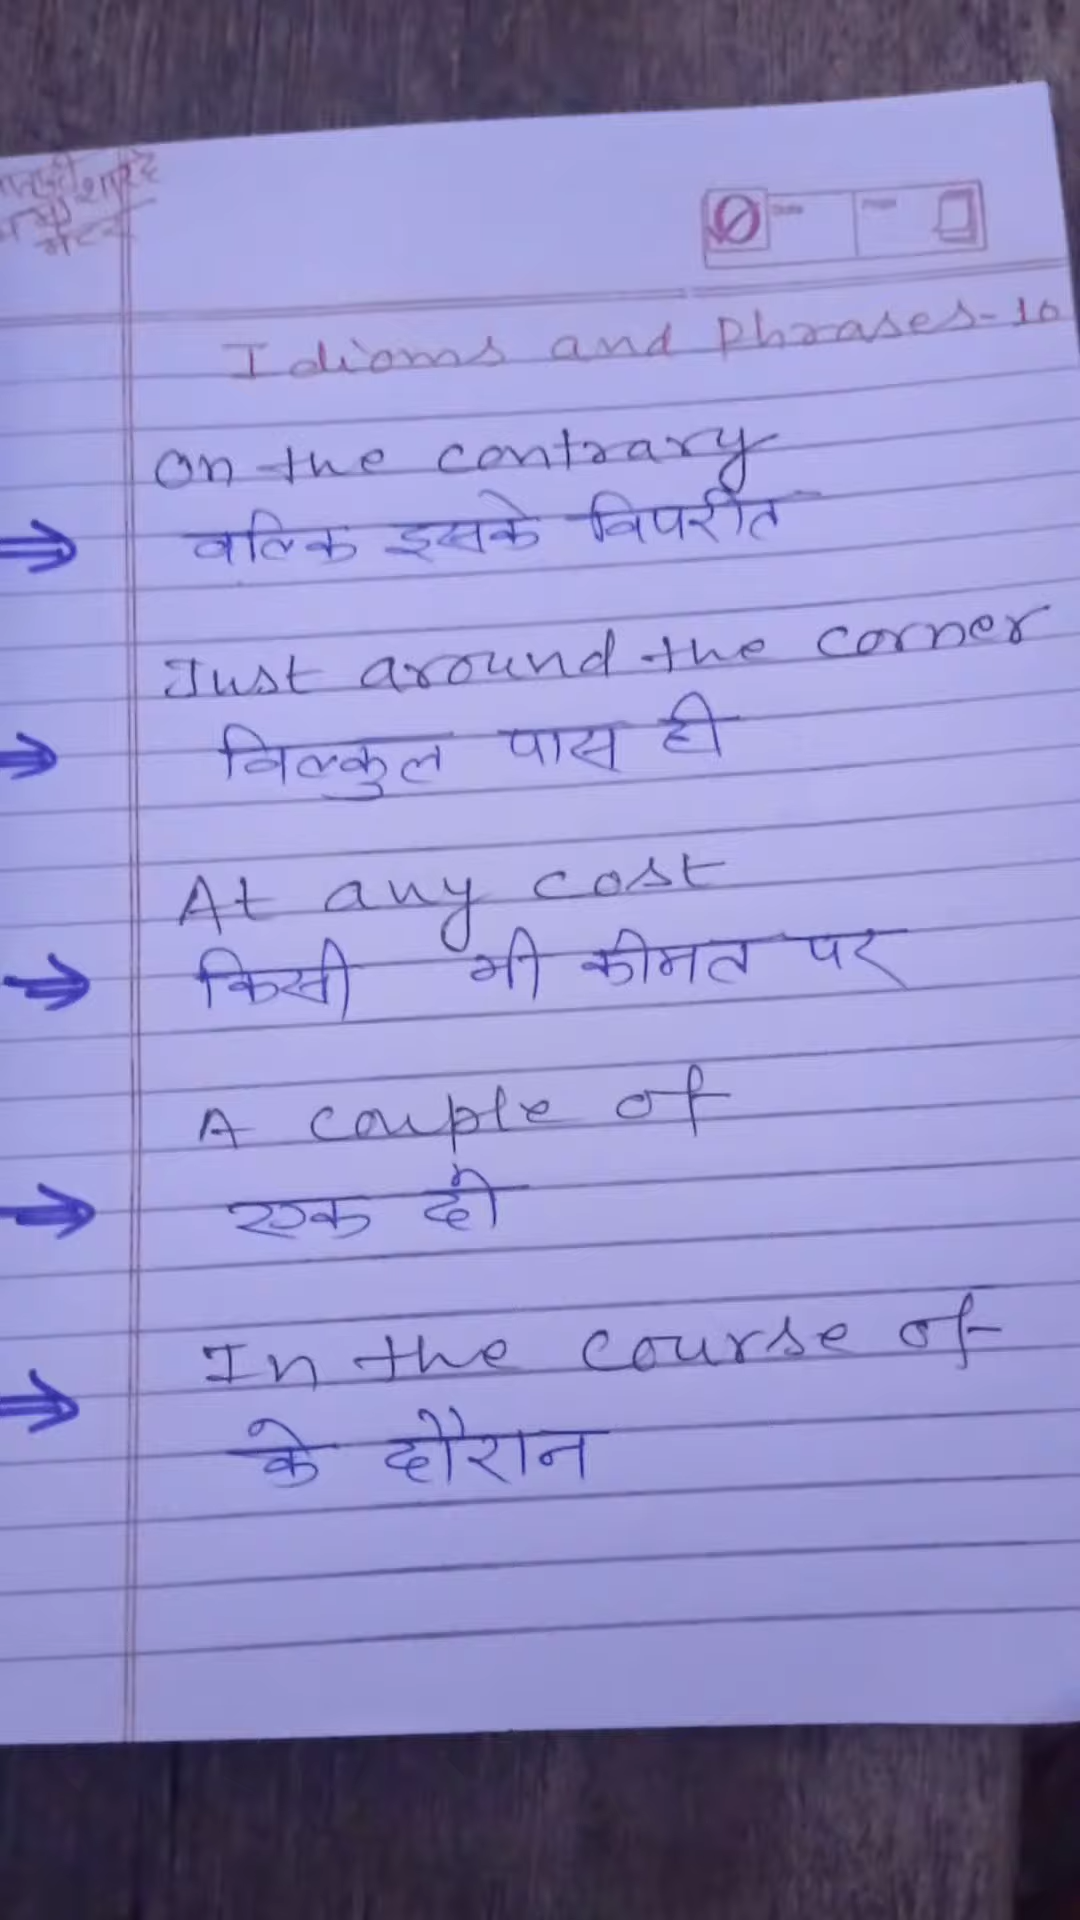 Idioms and Phrases-10
On the contrary
⇒ वल्कि इसके विपरीत
Just around the corner
⇒ विल्कुल पास ही
At any cost
⇒ किसी भी कीमत पर
A couple of
⇒ एक दो
In the course of
⇒ के दौरान